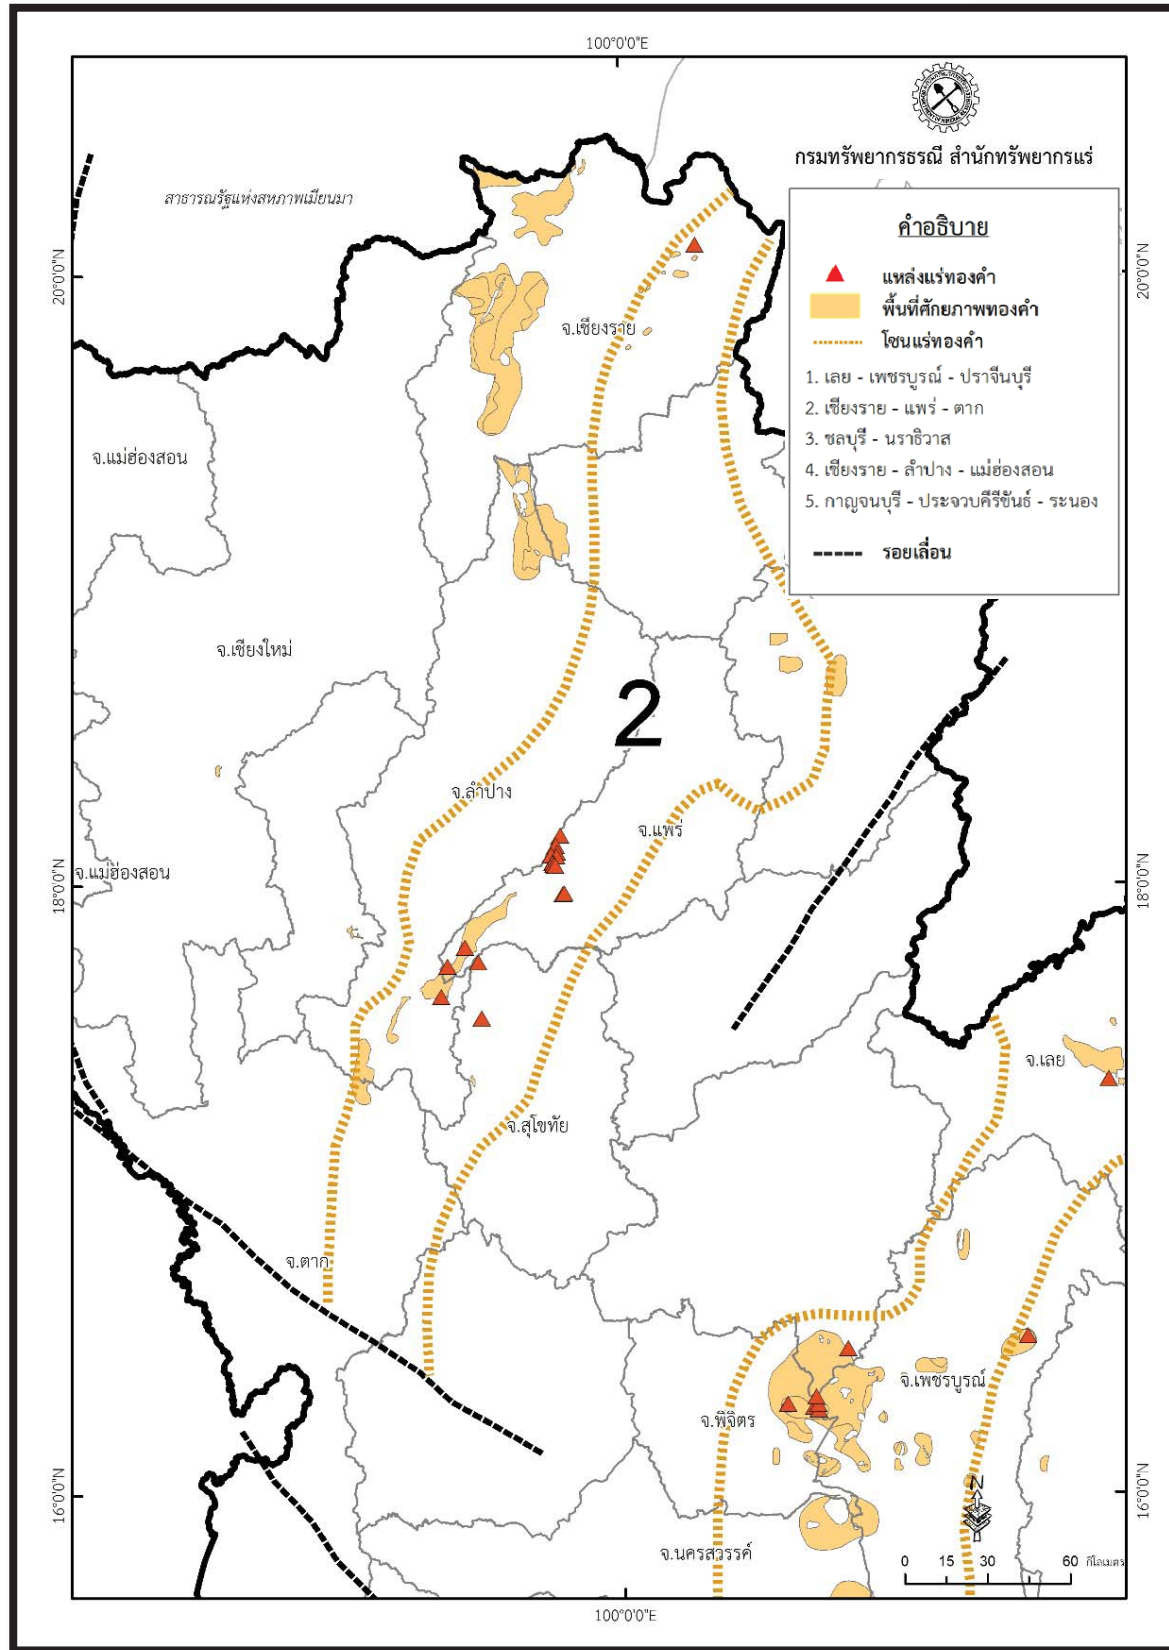 100°0'0"E
กรมทรัพยากรธรณี สำนักทรัพยากรแร่
สาธารณรัฐแห่งสหภาพเมียนมา
คำอธิบาย
แหล่งแร่ทองคำ
พื้นที่ศักยภาพทองคำ
โซนแร่ทองคำ
1. เลย - เพชรบูรณ์ - ปราจีนบุรี
2. เชียงราย - แพร่ - ตาก
3. ชลบุรี - นราธิวาส
4. เชียงราย - ลำปาง - แม่ฮ่องสอน
5. กาญจนบุรี - ประจวบคีรีขันธ์ - ระนอง
รอยเลื่อน
20°0'0"N
20°0'0"N
จ.เชียงราย
จ.แม่ฮ่องสอน
จ.เชียงใหม่
2
จ.ลำปาง
จ.แพร่
จ.แม่ฮ่องสอน
18°0'0"N
18°0'0"N
จ.เลย
จ.สุโขทัย
จ.ตาก
จ.เพชรบูรณ์
จ.พิจิตร
16°0'0"N
16°0'0"N
N
จ.นครสวรรค์
0 15 30 60 กิโลเมตร
100°0'0"E